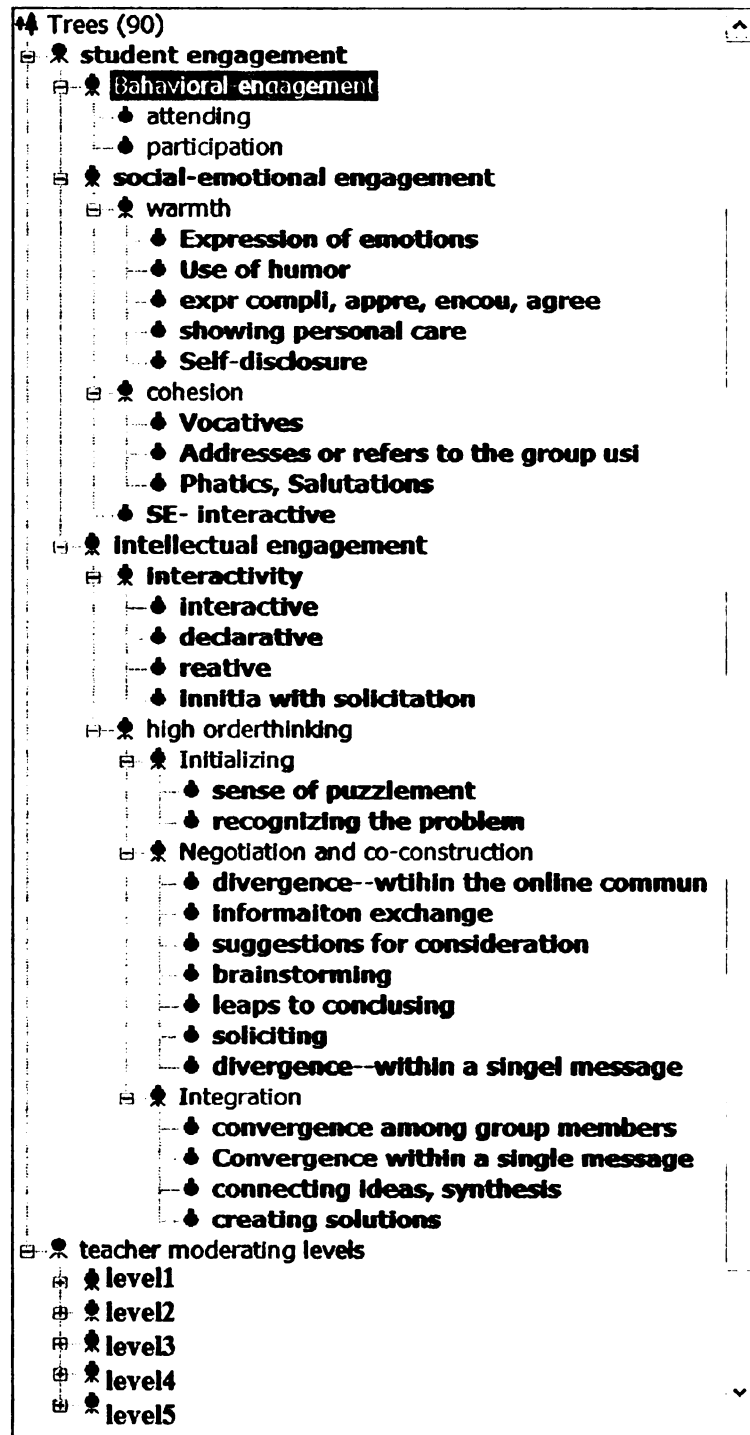 Trees (90)
student engagement
Bahavioral engagement
attending
participation
social-emotional engagement
warmth
Expression of emotions
Use of humor
expr compli, appre, encou, agree
showing personal care
Self-disclosure
cohesion
Vocatives
Addresses or refers to the group usi
Phatics, Salutations
SE- interactive
intellectual engagement
interactivity
interactive
declarative
reative
innitia with solicitation
high orderthinking
Initializing
sense of puzzlement
recognizing the problem
Negotiation and co-construction
divergence--wtihin the online commun
informaiton exchange
suggestions for consideration
brainstorming
leaps to conclusing
soliciting
divergence--within a singel message
Integration
convergence among group members
Convergence within a single message
connecting ideas, synthesis
creating solutions
teacher moderating levels
level1
level2
level3
level4
level5